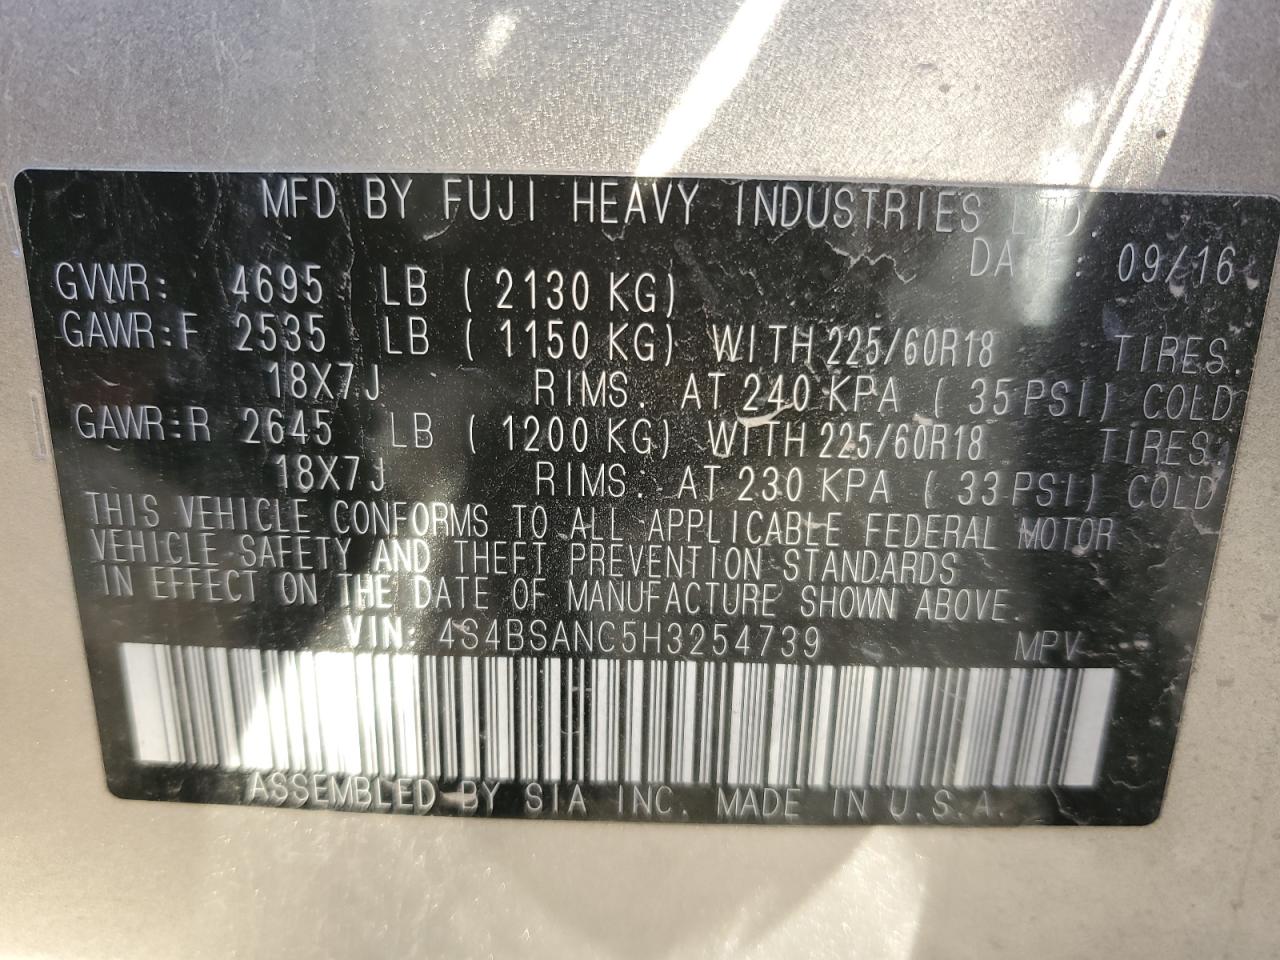 MFD BY FUJI HEAVY INDUSTRIES LTD.
DATE: 09/16
GVWR: 4695 LB ( 2130 KG)
GAWR:F 2535 LB ( 1150 KG) WITH 225/60R18 TIRES.
18X7J RIMS. AT 240 KPA ( 35 PSI) COLD
GAWR:R 2645 LB ( 1200 KG) WITH 225/60R18 TIRES.
18X7J RIMS. AT 230 KPA ( 33 PSI) COLD
THIS VEHICLE CONFORMS TO ALL APPLICABLE FEDERAL MOTOR
VEHICLE SAFETY AND THEFT PREVENTION STANDARDS
IN EFFECT ON THE DATE OF MANUFACTURE SHOWN ABOVE.
VIN: 4S4BSANC5H3254739 MPV
ASSEMBLED BY SIA INC. MADE IN U.S.A.